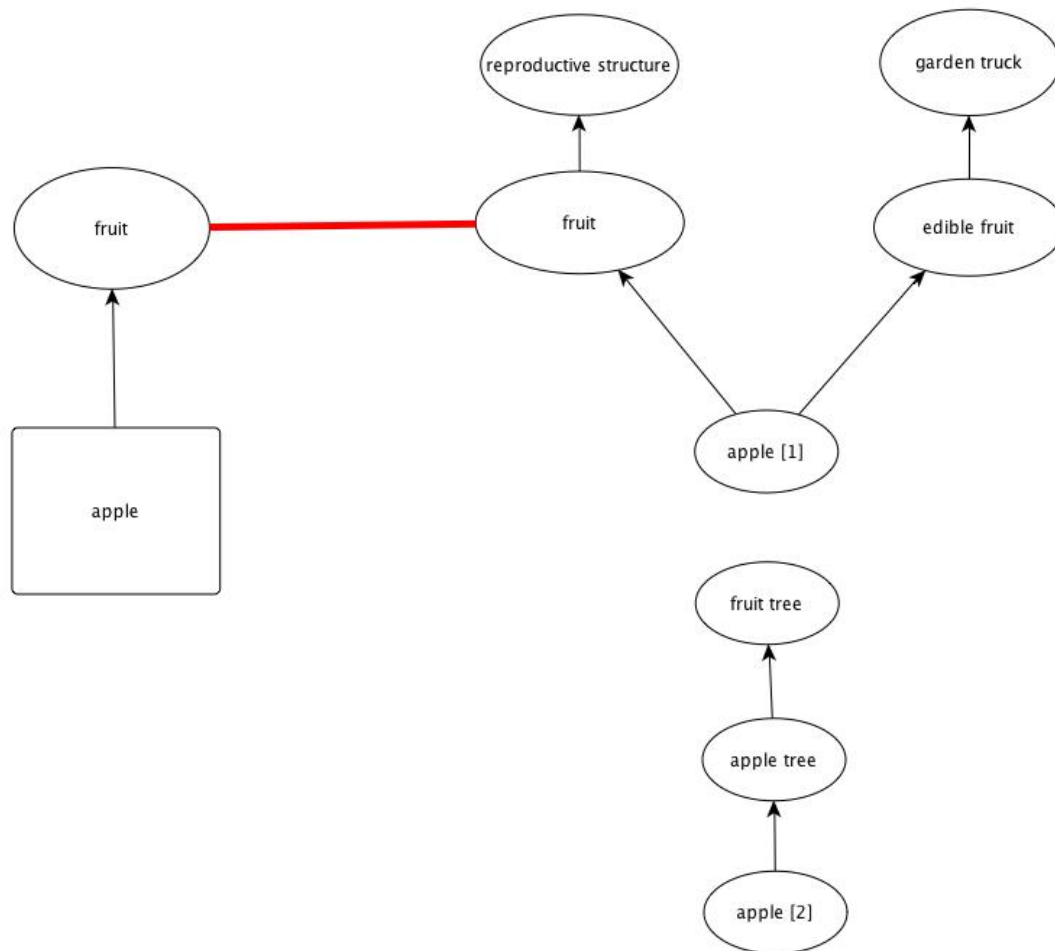 reproductive structure
garden truck
fruit
fruit
edible fruit
apple [1]
apple
fruit tree
apple tree
apple [2]